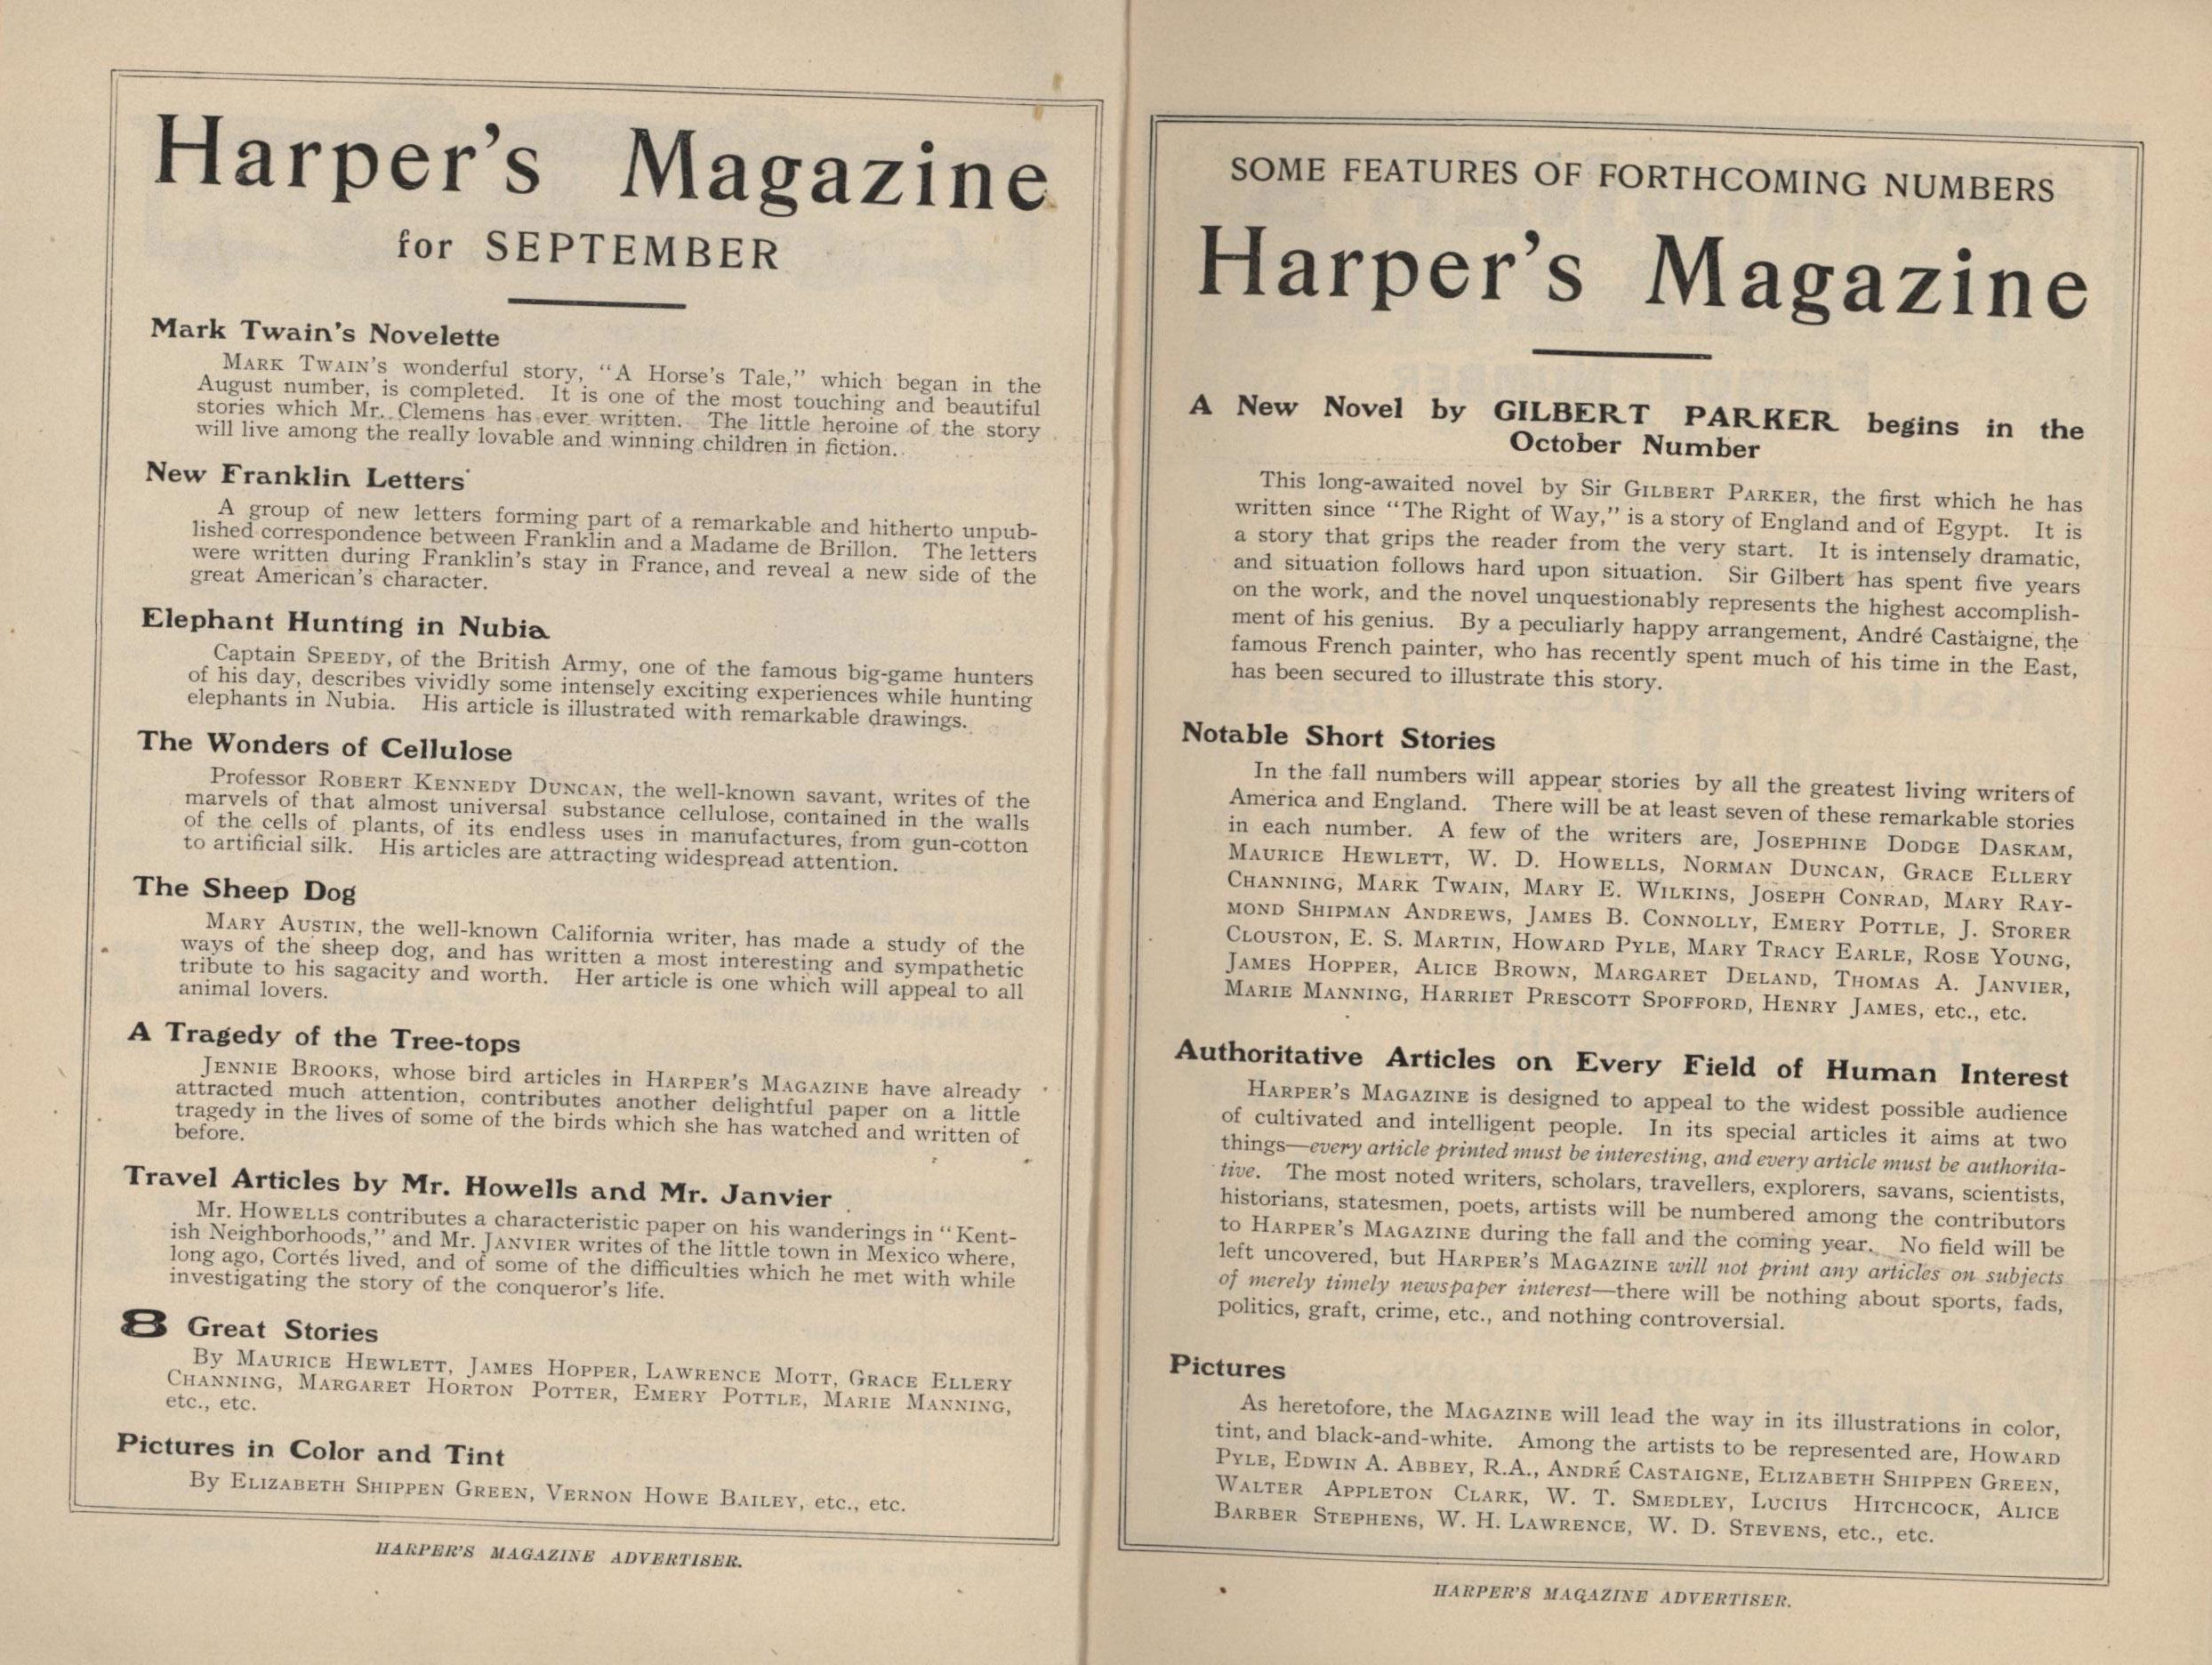 Harper's Magazine
for SEPTEMBER
Mark Twain's Novelette
MARK TWAIN'S wonderful story, "A Horse's Tale," which began in the
August number, is completed. It is one of the most touching and beautiful
stories which Mr. Clemens has ever written. The little heroine of the story
will live among the really lovable and winning children in fiction.
New Franklin Letters
A group of new letters forming part of a remarkable and hitherto unpub-
lished correspondence between Franklin and a Madame de Brillon. The letters
were written during Franklin's stay in France, and reveal a new side of the
great American's character.
Elephant Hunting in Nubia
Captain SPEEDY, of the British Army, one of the famous big-game hunters
of his day, describes vividly some intensely exciting experiences while hunting
elephants in Nubia. His article is illustrated with remarkable drawings.
The Wonders of Cellulose
Professor ROBERT KENNEDY DUNCAN, the well-known savant, writes of the
marvels of that almost universal substance cellulose, contained in the walls
of the cells of plants, of its endless uses in manufactures, from gun-cotton
to artificial silk. His articles are attracting widespread attention.
The Sheep Dog
MARY AUSTIN, the well-known California writer, has made a study of the
ways of the sheep dog, and has written a most interesting and sympathetic
tribute to his sagacity and worth. Her article is one which will appeal to all
animal lovers.
A Tragedy of the Tree-tops
JENNIE BROOKS, whose bird articles in HARPER'S MAGAZINE have already
attracted much attention, contributes another delightful paper on a little
tragedy in the lives of some of the birds which she has watched and written of
before.
Travel Articles by Mr. Howells and Mr. Janvier
Mr. HOWELLS contributes a characteristic paper on his wanderings in "Kent-
ish Neighborhoods," and Mr. JANVIER writes of the little town in Mexico where,
long ago, Cortés lived, and of some of the difficulties which he met with while
investigating the story of the conqueror's life.
8 Great Stories
By MAURICE HEWLETT, JAMES HOPPER, LAWRENCE MOTT, GRACE ELLERY
CHANNING, MARGARET HORTON POTTER, EMERY POTTLE, MARIE MANNING,
etc., etc.
Pictures in Color and Tint
By ELIZABETH SHIPPEN GREEN, VERNON HOWE BAILEY, etc., etc.
HARPER'S MAGAZINE ADVERTISER.
SOME FEATURES OF FORTHCOMING NUMBERS
Harper's Magazine
A New Novel by GILBERT PARKER begins in the
October Number
This long-awaited novel by Sir GILBERT PARKER, the first which he has
written since "The Right of Way," is a story of England and of Egypt. It is
a story that grips the reader from the very start. It is intensely dramatic,
and situation follows hard upon situation. Sir Gilbert has spent five years
on the work, and the novel unquestionably represents the highest accomplish-
ment of his genius. By a peculiarly happy arrangement, André Castaigne, the
famous French painter, who has recently spent much of his time in the East,
has been secured to illustrate this story.
Notable Short Stories
In the fall numbers will appear stories by all the greatest living writers of
America and England. There will be at least seven of these remarkable stories
in each number. A few of the writers are, JOSEPHINE DODGE DASKAM,
MAURICE HEWLETT, W. D. HOWELLS, NORMAN DUNCAN, GRACE ELLERY
CHANNING, MARK TWAIN, MARY E. WILKINS, JOSEPH CONRAD, MARY RAY-
MOND SHIPMAN ANDREWS, JAMES B. CONNOLLY, EMERY POTTLE, J. STORER
CLOUSTON, E. S. MARTIN, HOWARD PYLE, MARY TRACY EARLE, ROSE YOUNG,
JAMES HOPPER, ALICE BROWN, MARGARET DELAND, THOMAS A. JANVIER,
MARIE MANNING, HARRIET PRESCOTT SPOFFORD, HENRY JAMES, etc., etc.
Authoritative Articles on Every Field of Human Interest
HARPER'S MAGAZINE is designed to appeal to the widest possible audience
of cultivated and intelligent people. In its special articles it aims at two
things—every article printed must be interesting, and every article must be authorita-
tive. The most noted writers, scholars, travellers, explorers, savans, scientists,
historians, statesmen, poets, artists will be numbered among the contributors
to HARPER'S MAGAZINE during the fall and the coming year. No field will be
left uncovered, but HARPER'S MAGAZINE will not print any articles on subjects
of merely timely newspaper interest—there will be nothing about sports, fads,
politics, graft, crime, etc., and nothing controversial.
Pictures
As heretofore, the MAGAZINE will lead the way in its illustrations in color,
tint, and black-and-white. Among the artists to be represented are, HOWARD
PYLE, EDWIN A. ABBEY, R.A., ANDRÉ CASTAIGNE, ELIZABETH SHIPPEN GREEN,
WALTER APPLETON CLARK, W. T. SMEDLEY, LUCIUS HITCHCOCK, ALICE
BARBER STEPHENS, W. H. LAWRENCE, W. D. STEVENS, etc., etc.
HARPER'S MAGAZINE ADVERTISER.